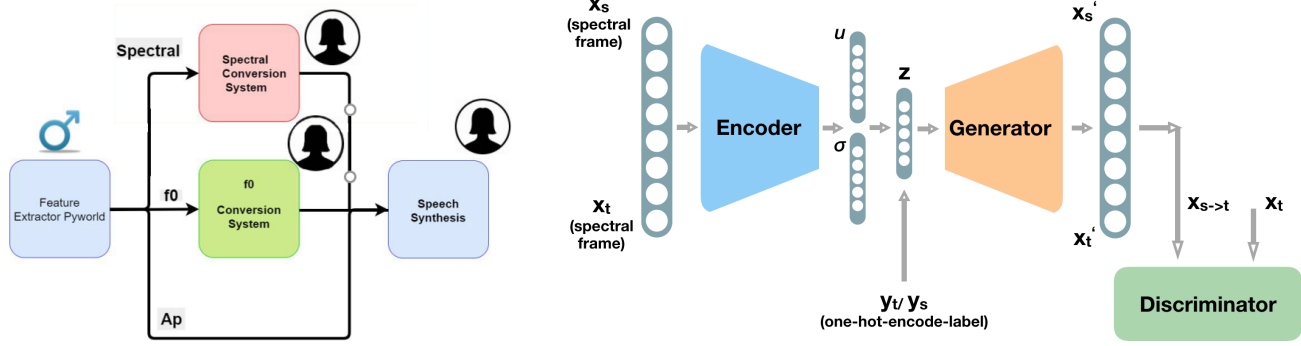 Spectral
Spectral
Conversion
System
Feature
Extractor Pyworld
f0
f0
Conversion
System
Speech
Synthesis
Ap
xₛ
(spectral
frame)
xₜ
(spectral
frame)
Encoder
u
σ
z
Generator
yₜ/ yₛ
(one-hot-encode-label)
xₛ‘
xₜ‘
xₛ->ₜ
xₜ
Discriminator